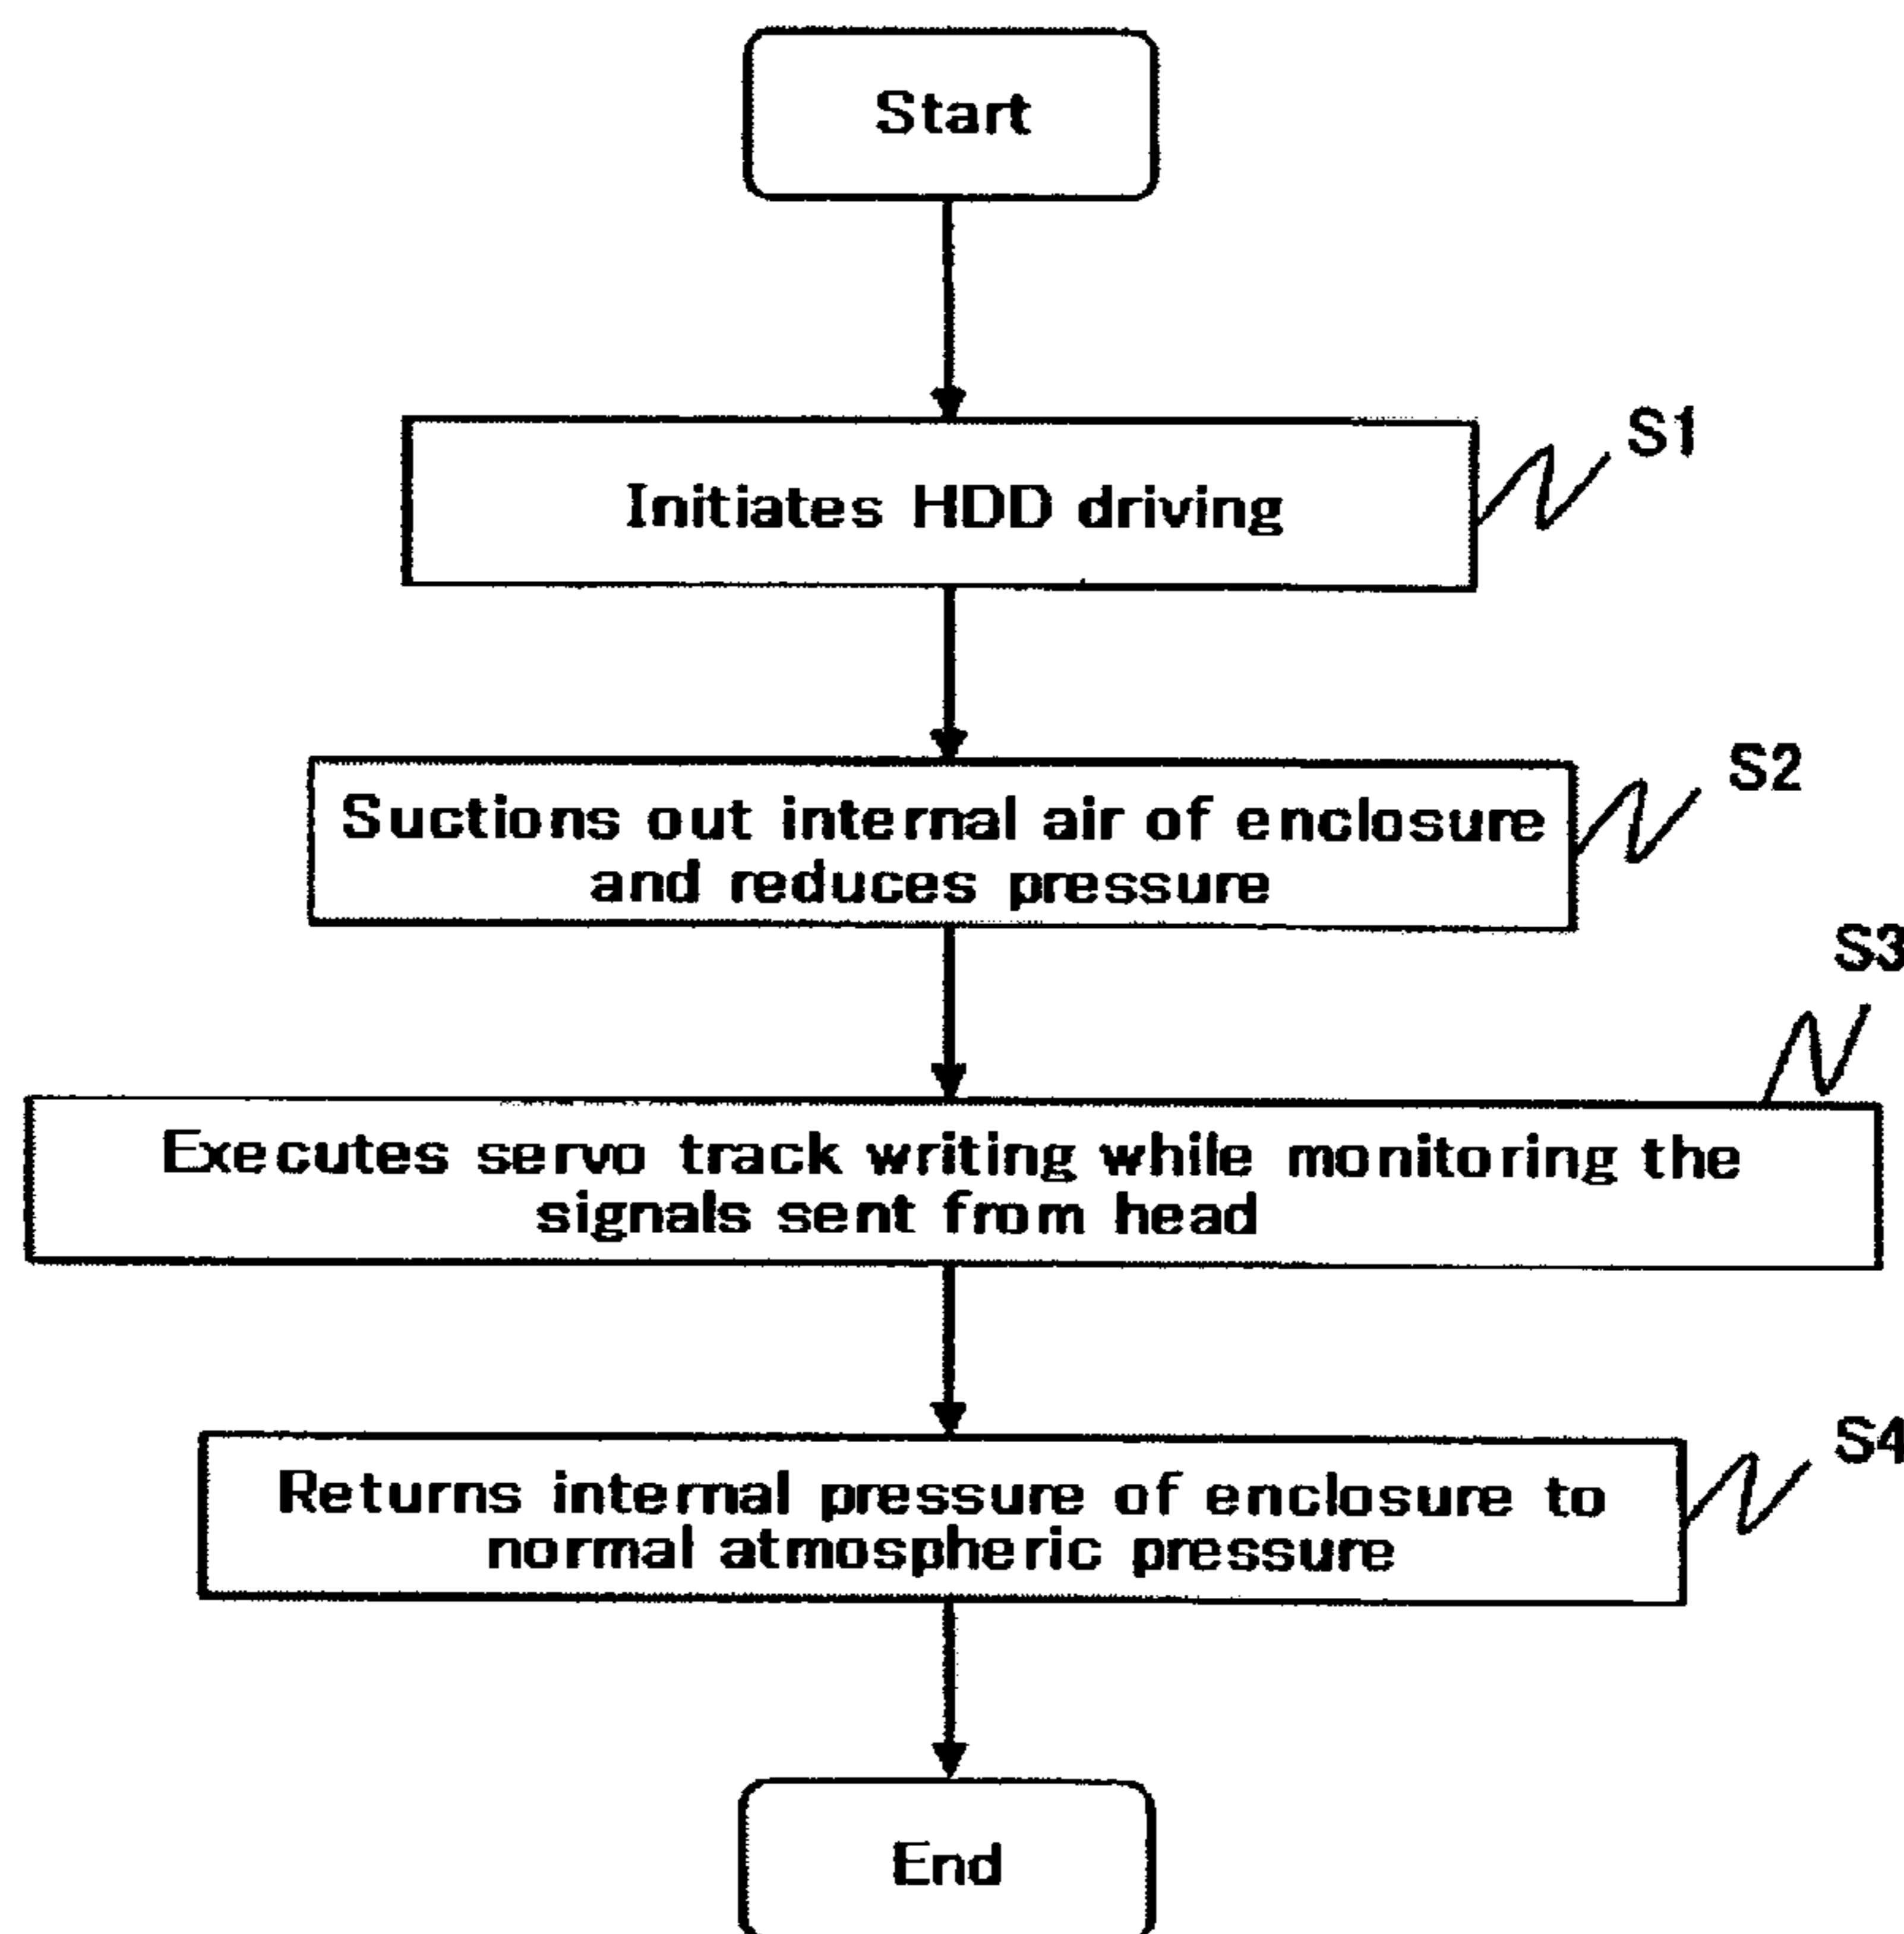 Start
S1
Initiates HDD driving
S2
Suctions out internal air of enclosure
and reduces pressure
S3
Executes servo track writing while monitoring the
signals sent from head
S4
Returns internal pressure of enclosure to
normal atmospheric pressure
End